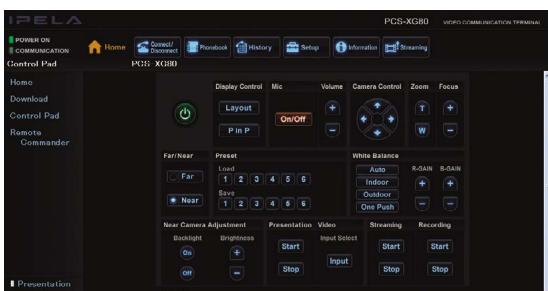 IPELA
PCS-XG80 VIDEO COMMUNICATION TERMINAL
POWER ON
COMMUNICATION
Home
Connect/
Disconnect
Phonebook
History
Setup
Information
Streaming
Control Pad
PCS-XG80
Home
Download
Control Pad
Remote
Commander
Display Control Mic Volume Camera Control Zoom Focus
Layout
P in P
On/Off
+
−
T
W
+
−
Far/Near Preset White Balance
Far
Near
Load
1 2 3 4 5 6
Save
1 2 3 4 5 6
Auto
Indoor
Outdoor
One Push
R-GAIN B-GAIN
+ +
− −
Near Camera Adjustment Presentation Video Streaming Recording
Backlight Brightness
On
Off
+
−
Start
Stop
Input Select
Input
Start
Stop
Start
Stop
Presentation